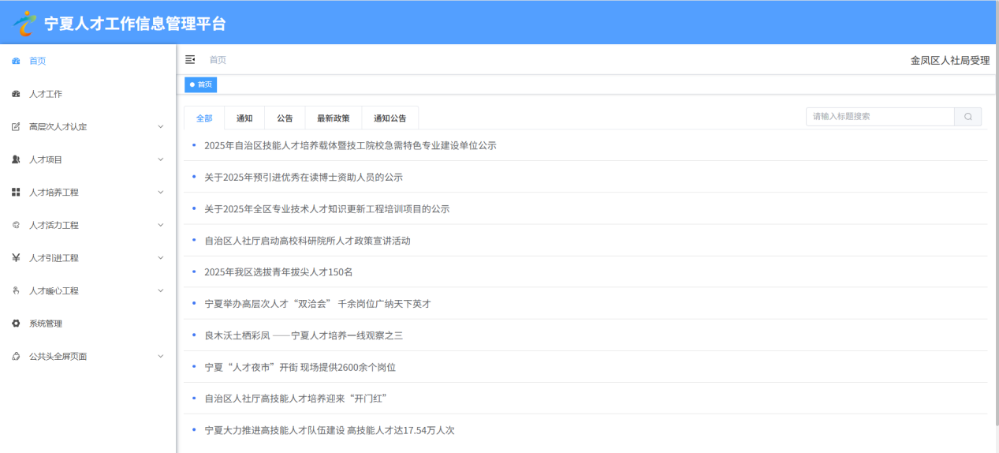 宁夏人才工作信息管理平台
首页
人才工作
高层次人才认定
人才项目
人才培养工程
人才活力工程
人才引进工程
人才暖心工程
系统管理
公共头全屏页面
首页
金凤区人社局受理
首页
全部 通知 公告 最新政策 通知公告
请输入标题搜索
2025年自治区技能人才培养载体暨技工院校急需特色专业建设单位公示
关于2025年预引进优秀在读博士资助人员的公示
关于2025年全区专业技术人才知识更新工程培训项目的公示
自治区人社厅启动高校科研院所人才政策宣讲活动
2025年我区选拔青年拔尖人才150名
宁夏举办高层次人才“双洽会” 千余岗位广纳天下英才
良木沃土栖彩凤 ——宁夏人才培养一线观察之三
宁夏“人才夜市”开街 现场提供2600余个岗位
自治区人社厅高技能人才培养迎来“开门红”
宁夏大力推进高技能人才队伍建设 高技能人才达17.54万人次